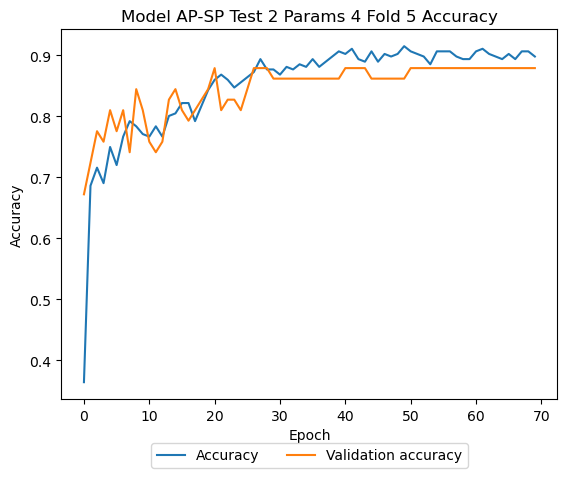 Model AP-SP Test 2 Params 4 Fold 5 Accuracy
Accuracy
0.9
0.8
0.7
0.6
0.5
0.4
0 10 20 30 40 50 60 70
Epoch
Accuracy Validation accuracy